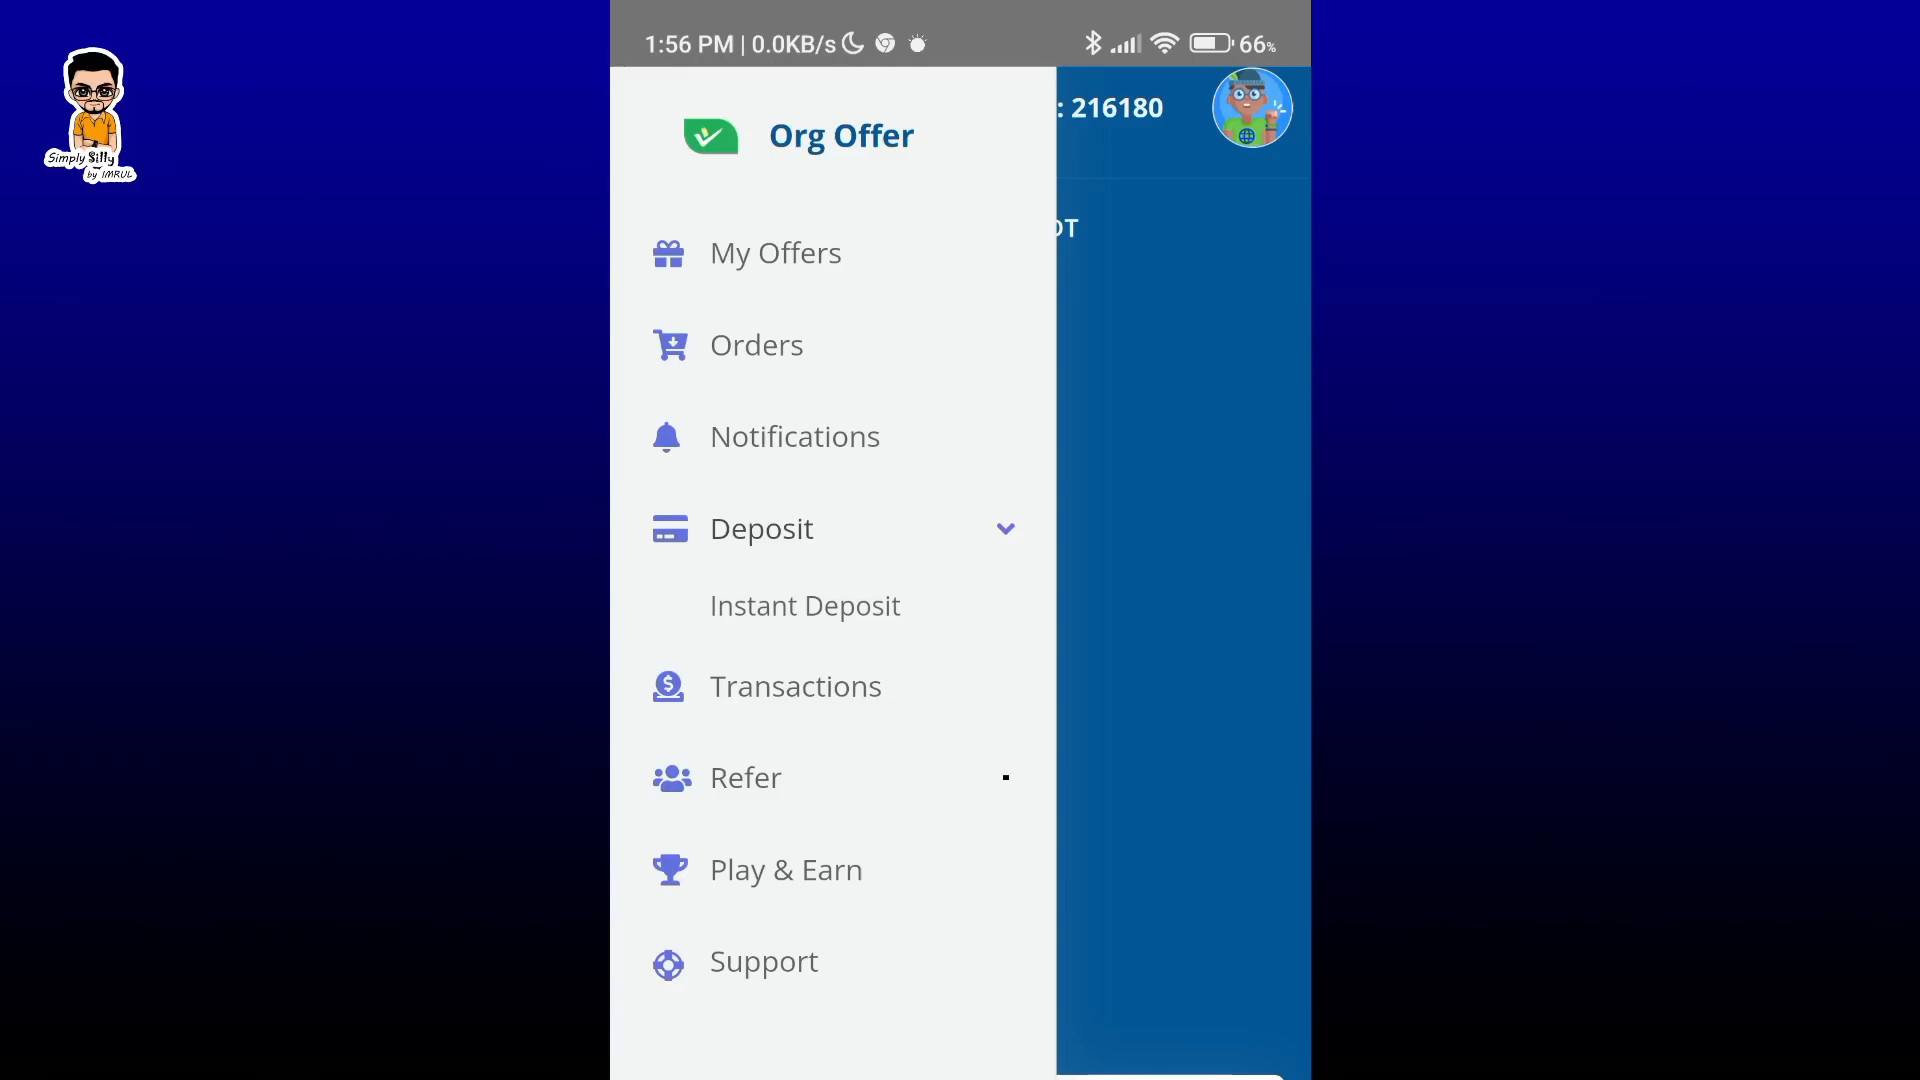 1:56 PM | 0.0KB/s 66%
Simply Silly
by IMRUL
Org Offer
: 216180
My Offers
Orders
Notifications
Deposit
Instant Deposit
Transactions
Refer
Play & Earn
Support